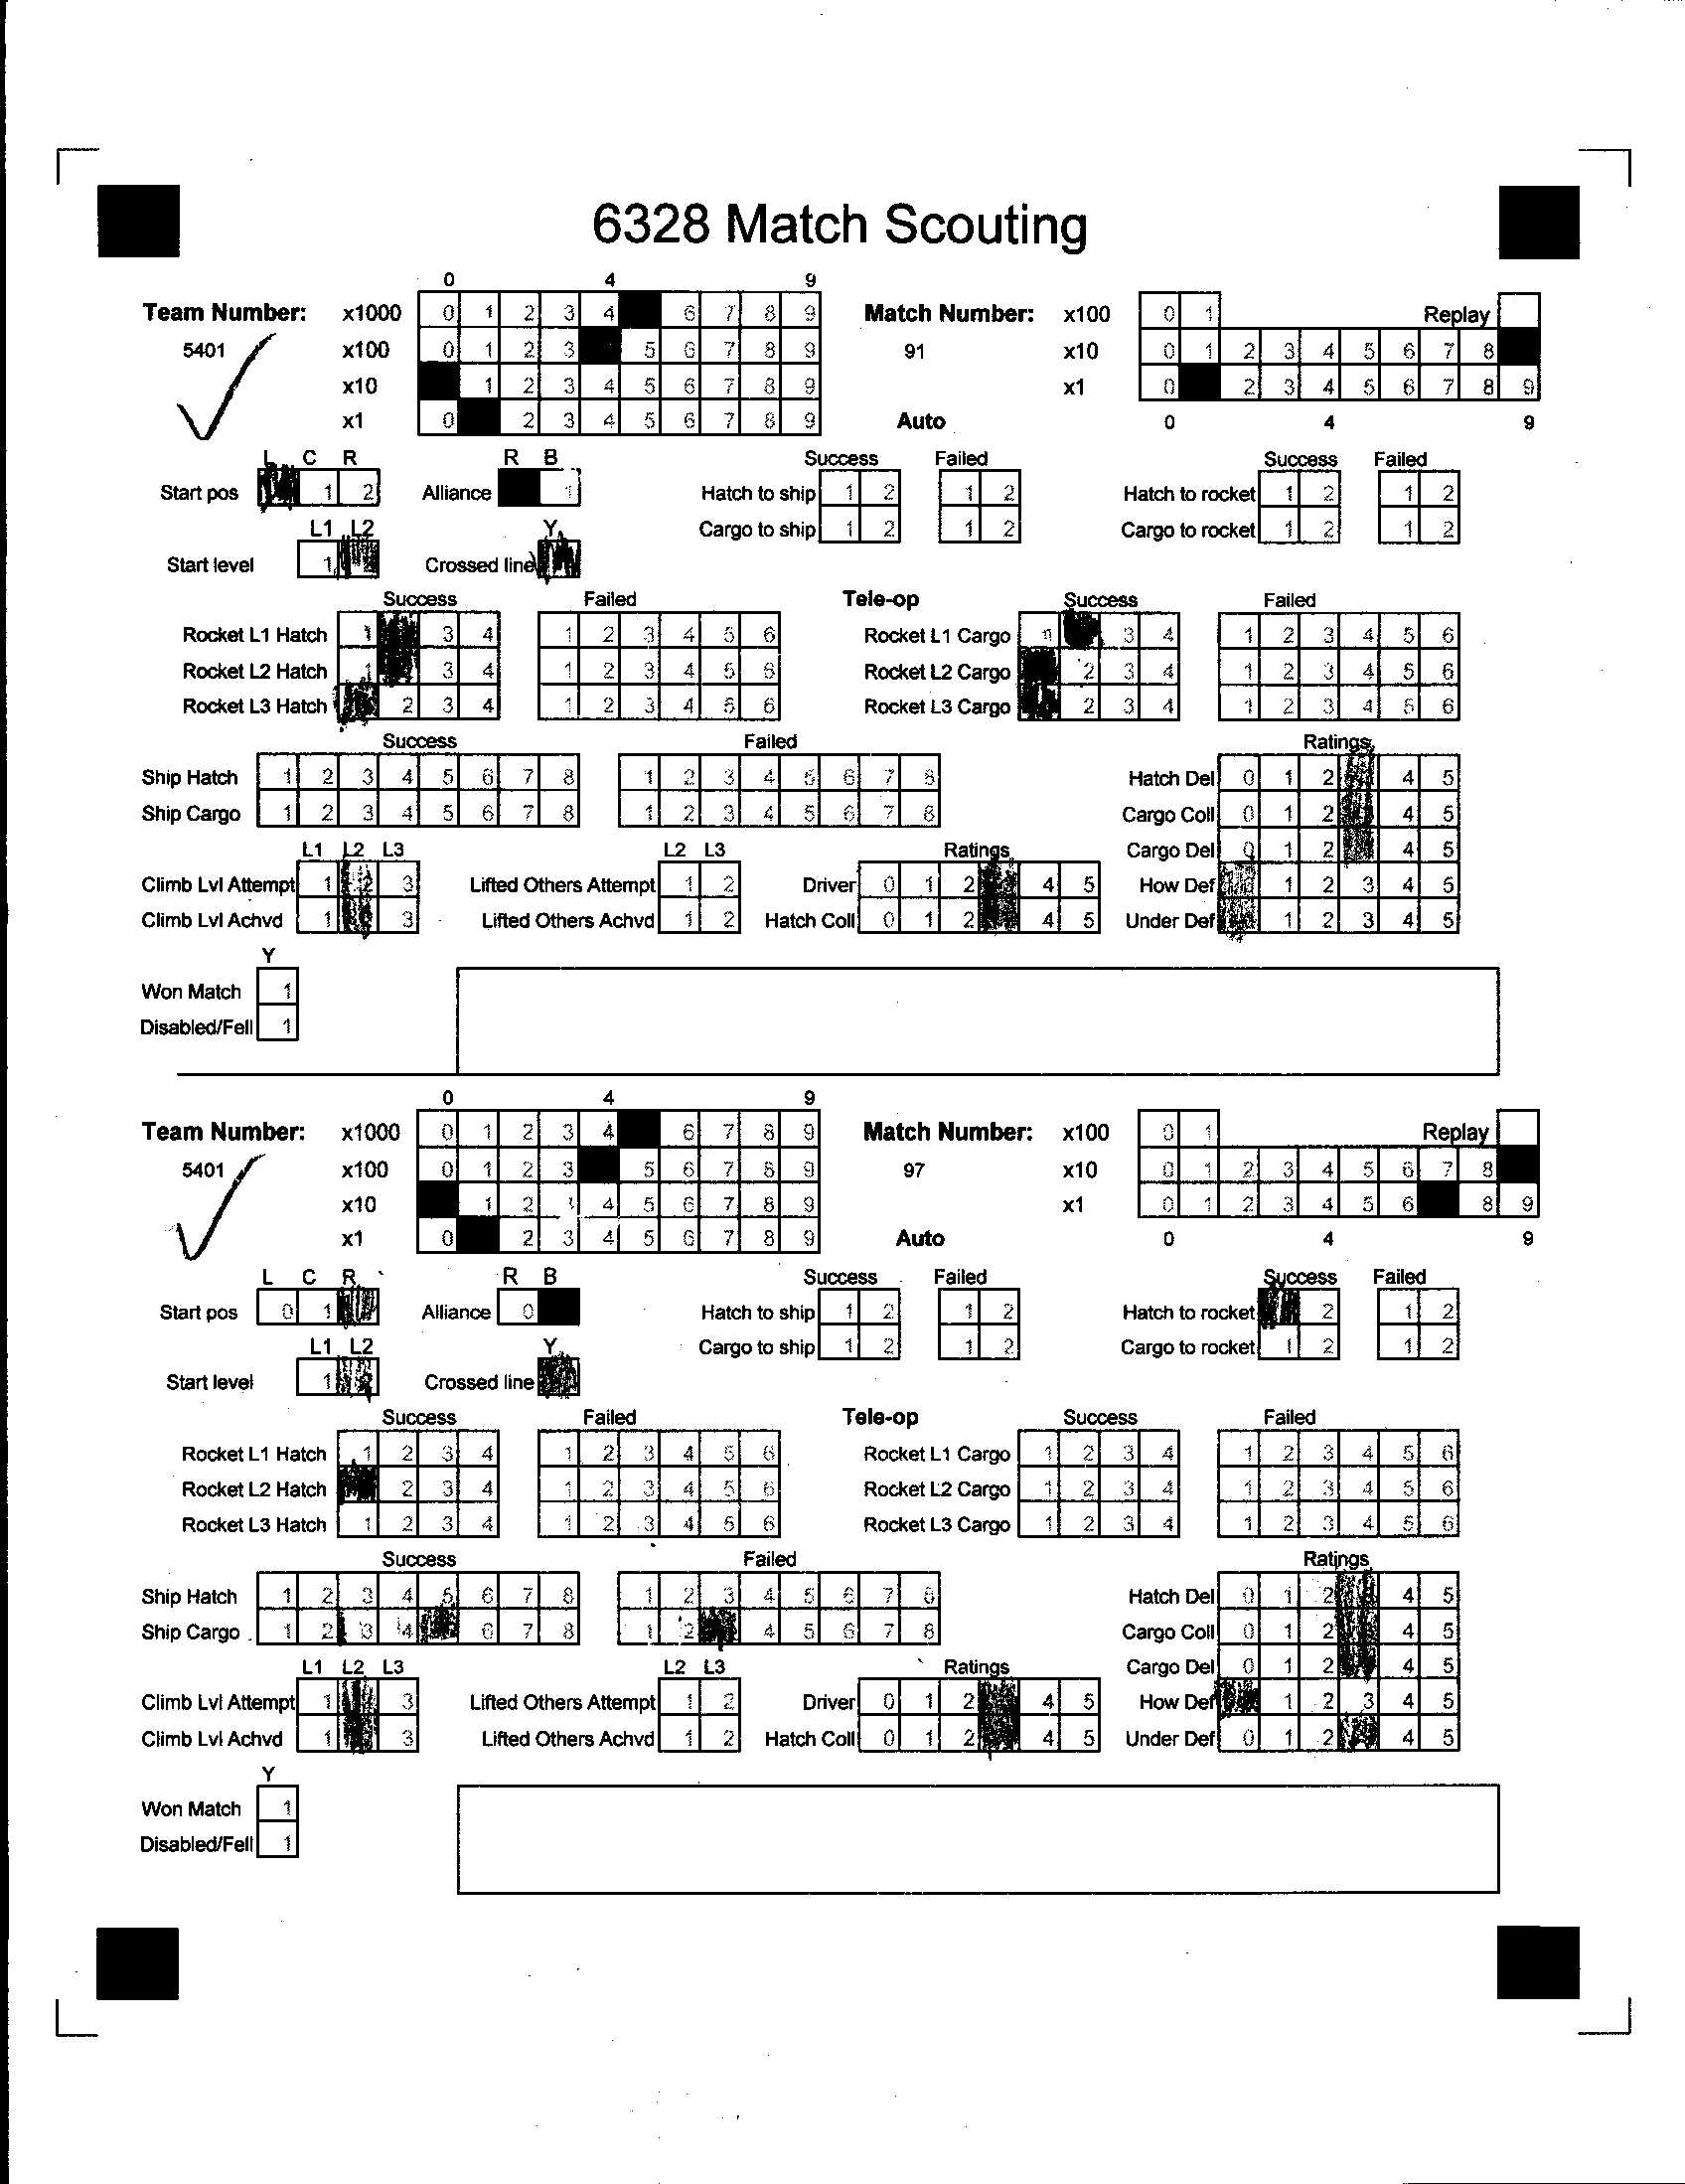 6328 Match Scouting
0 4 9
Team Number: x1000 0 1 2 3 4 6 7 8 9 Match Number: x100 0 1 Replay
5401 x100 0 1 2 3 5 6 7 8 9 91 x10 0 1 2 3 4 5 6 7 8
x10 1 2 3 4 5 6 7 8 9 x1 0 2 3 4 5 6 7 8 9
x1 0 2 3 4 5 6 7 8 9 Auto 0 4 9
L C R R B Success Failed Success Failed
Start pos 1 2 Alliance 1 Hatch to ship 1 2 1 2 Hatch to rocket 1 2 1 2
L1 L2 Y Cargo to ship 1 2 1 2 Cargo to rocket 1 2 1 2
Start level 1 Crossed line
Success Failed Tele-op Success Failed
Rocket L1 Hatch 1 3 4 1 2 3 4 5 6 Rocket L1 Cargo 1 3 4 1 2 3 4 5 6
Rocket L2 Hatch 1 3 4 1 2 3 4 5 6 Rocket L2 Cargo 2 3 4 1 2 3 4 5 6
Rocket L3 Hatch 2 3 4 1 2 3 4 5 6 Rocket L3 Cargo 2 3 4 1 2 3 4 5 6
Success Failed Ratings
Ship Hatch 1 2 3 4 5 6 7 8 1 2 3 4 5 6 7 8 Hatch Del 0 1 2 4 5
Ship Cargo 1 2 3 4 5 6 7 8 1 2 3 4 5 6 7 8 Cargo Coll 0 1 2 4 5
L1 L2 L3 L2 L3 Ratings Cargo Del 0 1 2 4 5
Climb Lvl Attempt 1 2 3 Lifted Others Attempt 1 2 Driver 0 1 2 4 5 How Def 1 2 3 4 5
Climb Lvl Achvd 1 3 Lifted Others Achvd 1 2 Hatch Coll 0 1 2 4 5 Under Def 1 2 3 4 5
Y
Won Match 1
Disabled/Fell 1
0 4 9
Team Number: x1000 0 1 2 3 4 6 7 8 9 Match Number: x100 0 1 Replay
5401 x100 0 1 2 3 5 6 7 8 9 97 x10 0 1 2 3 4 5 6 7 8
x10 1 2 4 5 6 7 8 9 x1 0 1 2 3 4 5 6 8 9
x1 0 2 3 4 5 6 7 8 9 Auto 0 4 9
L C R R B Success Failed Success Failed
Start pos 0 1 Alliance 0 Hatch to ship 1 2 1 2 Hatch to rocket 2 1 2
L1 L2 Y Cargo to ship 1 2 1 2 Cargo to rocket 1 2 1 2
Start level 1 Crossed line
Success Failed Tele-op Success Failed
Rocket L1 Hatch 1 2 3 4 1 2 3 4 5 6 Rocket L1 Cargo 1 2 3 4 1 2 3 4 5 6
Rocket L2 Hatch 2 3 4 1 2 3 4 5 6 Rocket L2 Cargo 1 2 3 4 1 2 3 4 5 6
Rocket L3 Hatch 1 2 3 4 1 2 3 4 5 6 Rocket L3 Cargo 1 2 3 4 1 2 3 4 5 6
Success Failed Ratings
Ship Hatch 1 2 3 4 5 6 7 8 1 2 3 4 5 6 7 8 Hatch Del 0 1 2 4 5
Ship Cargo 1 2 3 4 6 7 8 1 2 4 5 6 7 8 Cargo Coll 0 1 2 4 5
L1 L2 L3 L2 L3 Ratings Cargo Del 0 1 2 4 5
Climb Lvl Attempt 1 3 Lifted Others Attempt 1 2 Driver 0 1 2 4 5 How Def 1 2 3 4 5
Climb Lvl Achvd 1 3 Lifted Others Achvd 1 2 Hatch Coll 0 1 2 4 5 Under Def 0 1 2 4 5
Y
Won Match 1
Disabled/Fell 1